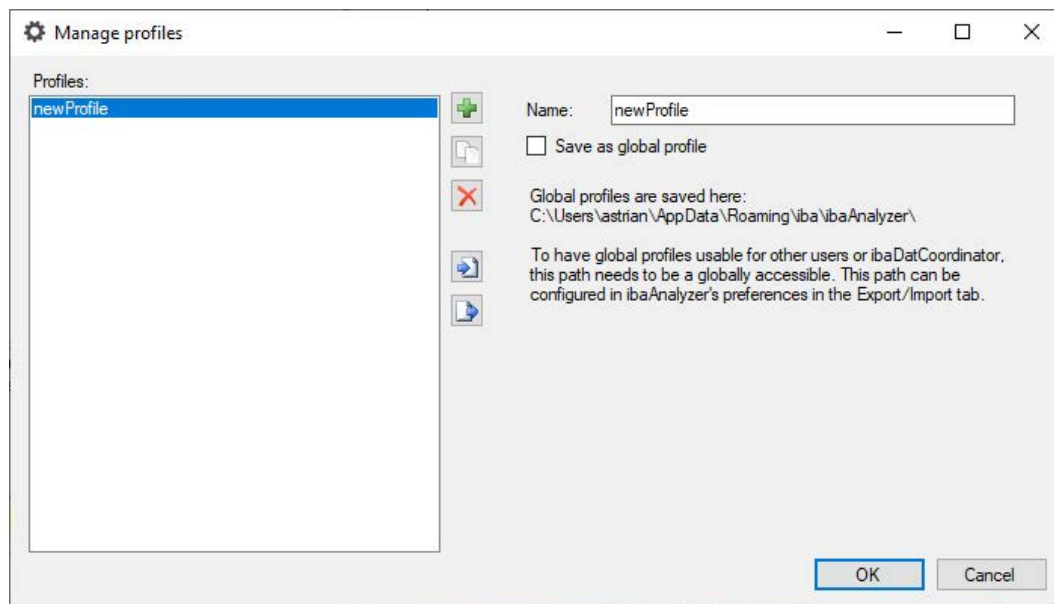 Manage profiles
Profiles:
newProfile
Name: newProfile
Save as global profile
Global profiles are saved here:
C:\Users\astrian\AppData\Roaming\iba\ibaAnalyzer\
To have global profiles usable for other users or ibaDatCoordinator,
this path needs to be a globally accessible. This path can be
configured in ibaAnalyzer's preferences in the Export/Import tab.
OK Cancel